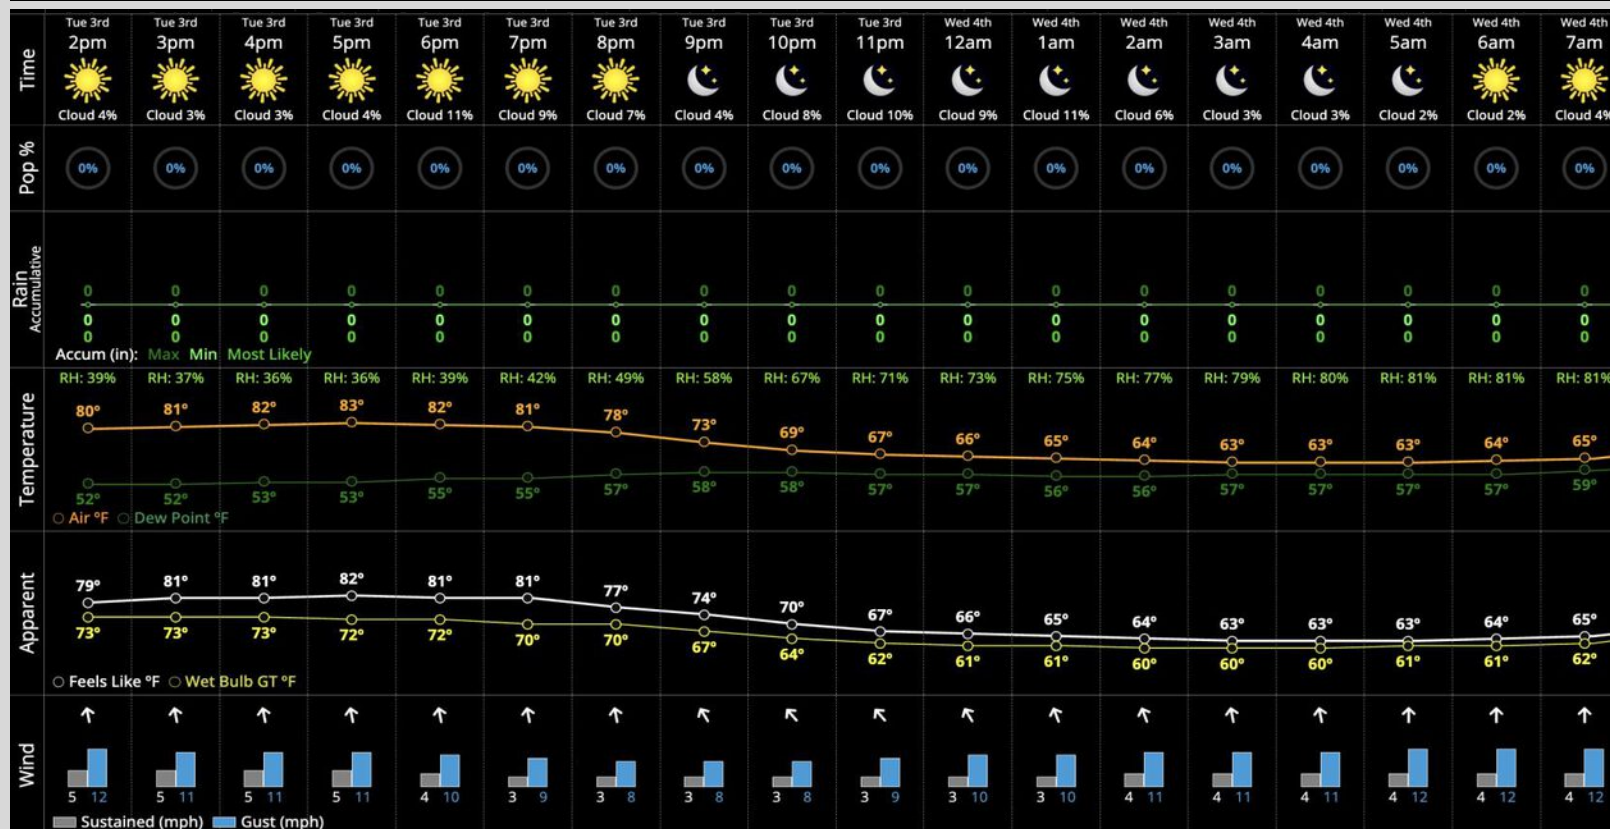 Tue 3rd Tue 3rd Tue 3rd Tue 3rd Tue 3rd Tue 3rd Tue 3rd Tue 3rd Tue 3rd Tue 3rd Wed 4th Wed 4th Wed 4th Wed 4th Wed 4th Wed 4th Wed 4th Wed 4th
Time 2pm 3pm 4pm 5pm 6pm 7pm 8pm 9pm 10pm 11pm 12am 1am 2am 3am 4am 5am 6am 7am
Cloud 4% Cloud 3% Cloud 3% Cloud 4% Cloud 11% Cloud 9% Cloud 7% Cloud 4% Cloud 8% Cloud 10% Cloud 9% Cloud 11% Cloud 6% Cloud 3% Cloud 3% Cloud 2% Cloud 2% Cloud 4%
Pop % 0% 0% 0% 0% 0% 0% 0% 0% 0% 0% 0% 0% 0% 0% 0% 0% 0% 0%
Rain
Accumulative
0 0 0 0 0 0 0 0 0 0 0 0 0 0 0 0 0 0
0 0 0 0 0 0 0 0 0 0 0 0 0 0 0 0 0 0
0 0 0 0 0 0 0 0 0 0 0 0 0 0 0 0 0 0
Accum (in): Max Min Most Likely
RH: 39% RH: 37% RH: 36% RH: 36% RH: 39% RH: 42% RH: 49% RH: 58% RH: 67% RH: 71% RH: 73% RH: 75% RH: 77% RH: 79% RH: 80% RH: 81% RH: 81% RH: 81%
Temperature
80° 81° 82° 83° 82° 81° 78° 73° 69° 67° 66° 65° 64° 63° 63° 63° 64° 65°
52° 52° 53° 53° 55° 55° 57° 58° 58° 57° 57° 56° 56° 57° 57° 57° 57° 59°
Air ºF Dew Point ºF
Apparent
79° 81° 81° 82° 81° 81° 77° 74° 70° 67° 66° 65° 64° 63° 63° 63° 64° 65°
73° 73° 73° 72° 72° 70° 70° 67° 64° 62° 61° 61° 60° 60° 60° 61° 61° 62°
Feels Like ºF Wet Bulb GT ºF
Wind
5 12 5 11 5 11 5 11 4 10 3 9 3 8 3 8 3 8 3 9 3 10 3 10 4 11 4 11 4 11 4 12 4 12 4 12
Sustained (mph) Gust (mph)